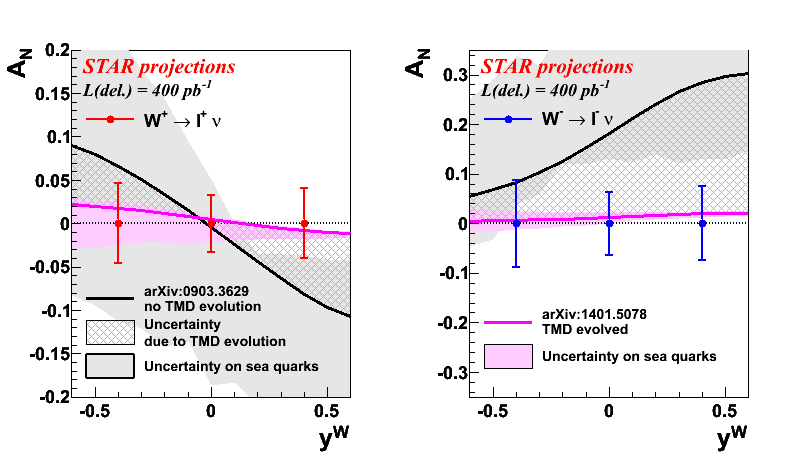 A_N
0.2
0.15
0.1
0.05
0
-0.05
-0.1
-0.15
-0.2
STAR projections
L(del.) = 400 pb⁻¹
W⁺ → l⁺ ν
arXiv:0903.3629
no TMD evolution
Uncertainty
due to TMD evolution
Uncertainty on sea quarks
-0.5 0 0.5
y^W
A_N
0.3
0.2
0.1
0
-0.1
-0.2
-0.3
STAR projections
L(del.) = 400 pb⁻¹
W⁻ → l⁻ ν
arXiv:1401.5078
TMD evolved
Uncertainty on sea quarks
-0.5 0 0.5
y^W